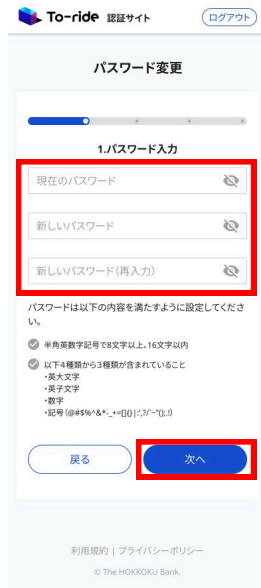 To-ride 認証サイト
ログアウト
パスワード変更
1.パスワード入力
現在のパスワード
新しいパスワード
新しいパスワード(再入力)
パスワードは以下の内容を満たすように設定してくださ
い。
半角英数字記号で8文字以上、16文字以内
以下4種類から3種類が含まれていること
・英大文字
・英子文字
・数字
・記号(@#$%^&*-_+=[]{}|:',?/`~"();.!)
戻る
次へ
利用規約 | プライバシーポリシー
© The HOKKOKU Bank,